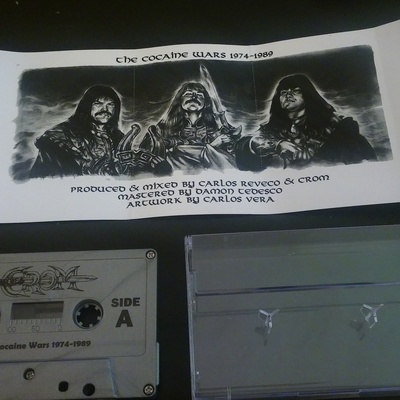 The Cocaine Wars 1974-1989
Produced & Mixed by Carlos Reveco & Crom
Mastered by Damon Tedesco
Artwork by Carlos Vera
CROM
SIDE
A
ocaine Wars 1974-1989